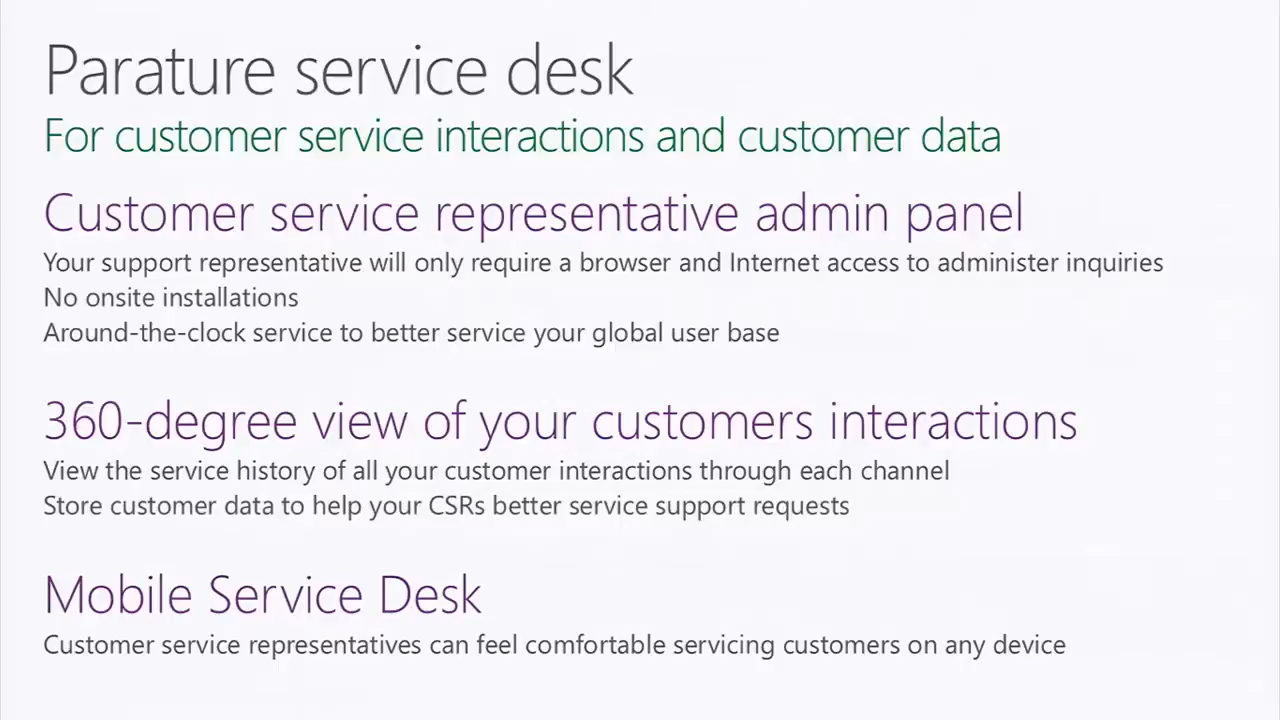 Parature service desk
For customer service interactions and customer data
Customer service representative admin panel
Your support representative will only require a browser and Internet access to administer inquiries
No onsite installations
Around-the-clock service to better service your global user base
360-degree view of your customers interactions
View the service history of all your customer interactions through each channel
Store customer data to help your CSRs better service support requests
Mobile Service Desk
Customer service representatives can feel comfortable servicing customers on any device